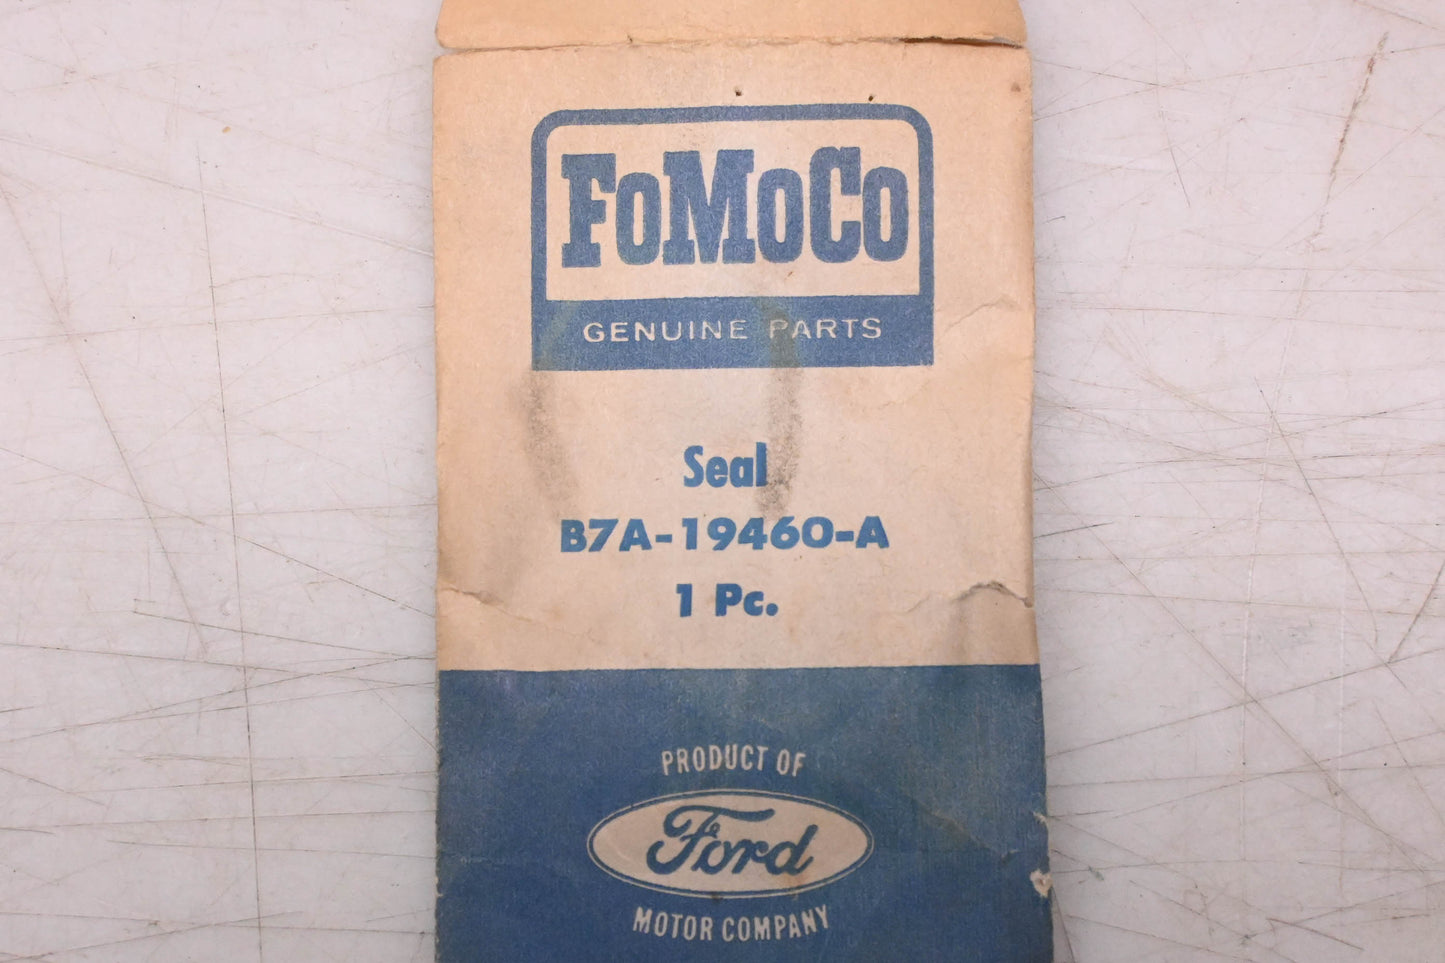 FoMoCo
GENUINE PARTS
Seal
B7A-19460-A
1 Pc.
PRODUCT OF
Ford
MOTOR COMPANY